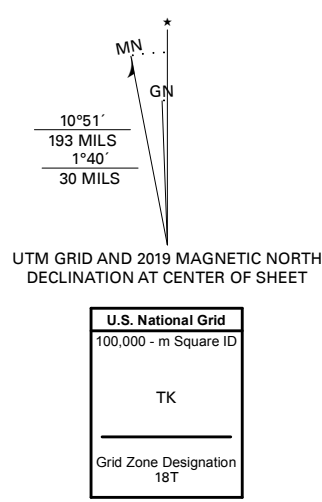 ★
MN
GN
10°51´
193 MILS
1°40´
30 MILS
UTM GRID AND 2019 MAGNETIC NORTH
DECLINATION AT CENTER OF SHEET
U.S. National Grid
100,000 - m Square ID
TK
Grid Zone Designation
18T